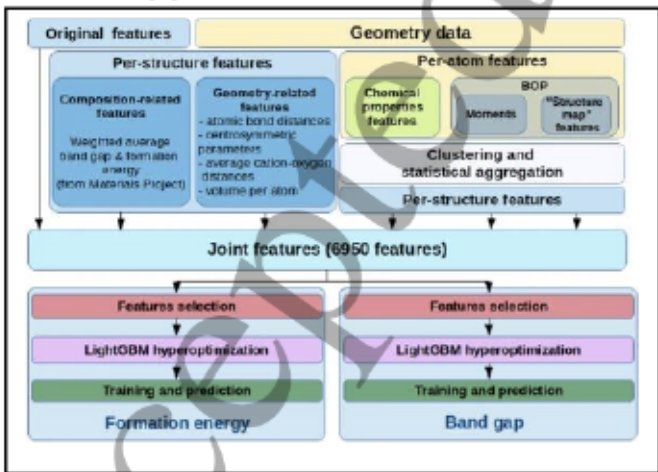 Original features
Geometry data
Per-structure features
Composition-related
features
Weighted average
band gap & formation
energy
(from Materials Project)
Geometry-related
features
- atomic bond distances
- centrosymmetric
parameters
- average cation-oxygen
distances
- volume per atom
Per-atom features
Chemical
properties
features
BOP
Moments
"Structure
map"
features
Clustering and
statistical aggregation
Per-structure features
Joint features (6950 features)
Features selection
LightGBM hyperoptimization
Training and prediction
Formation energy
Features selection
LightGBM hyperoptimization
Training and prediction
Band gap